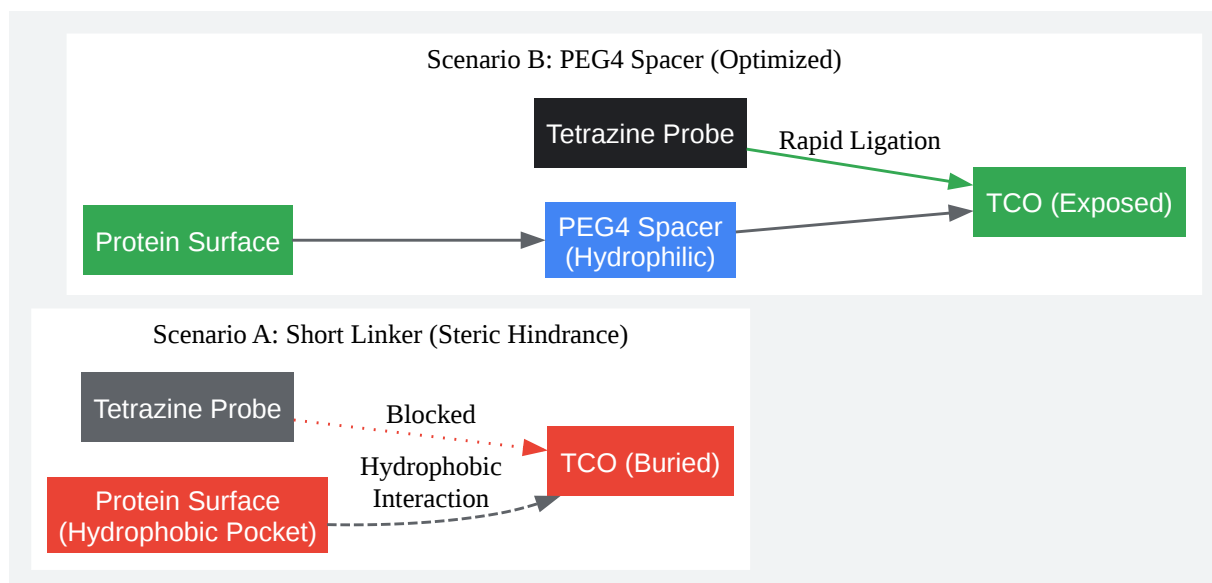 Scenario B: PEG4 Spacer (Optimized)
Tetrazine Probe
Rapid Ligation
TCO (Exposed)
Protein Surface
PEG4 Spacer
(Hydrophilic)
Scenario A: Short Linker (Steric Hindrance)
Tetrazine Probe
Blocked
Hydrophobic
Interaction
TCO (Buried)
Protein Surface
(Hydrophobic Pocket)